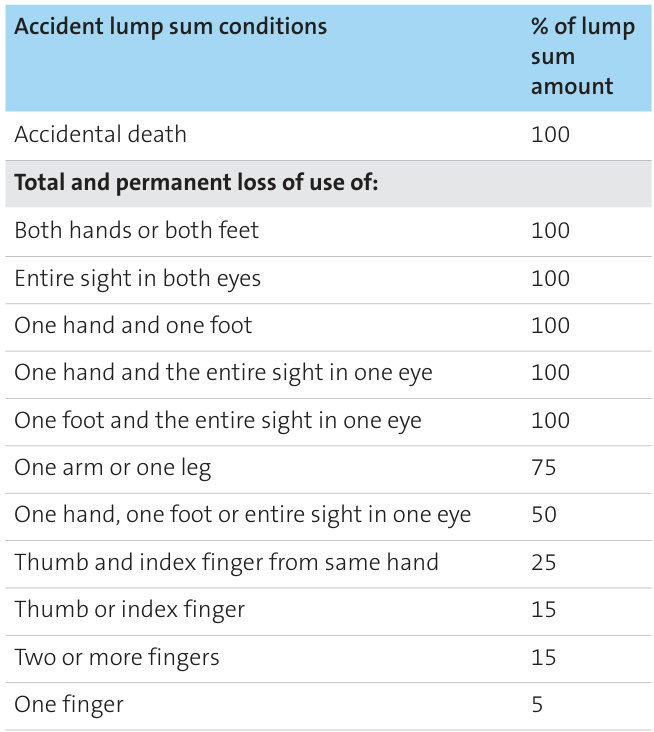 Accident lump sum conditions % of lump
sum
amount
Accidental death 100
Total and permanent loss of use of:
Both hands or both feet 100
Entire sight in both eyes 100
One hand and one foot 100
One hand and the entire sight in one eye 100
One foot and the entire sight in one eye 100
One arm or one leg 75
One hand, one foot or entire sight in one eye 50
Thumb and index finger from same hand 25
Thumb or index finger 15
Two or more fingers 15
One finger 5